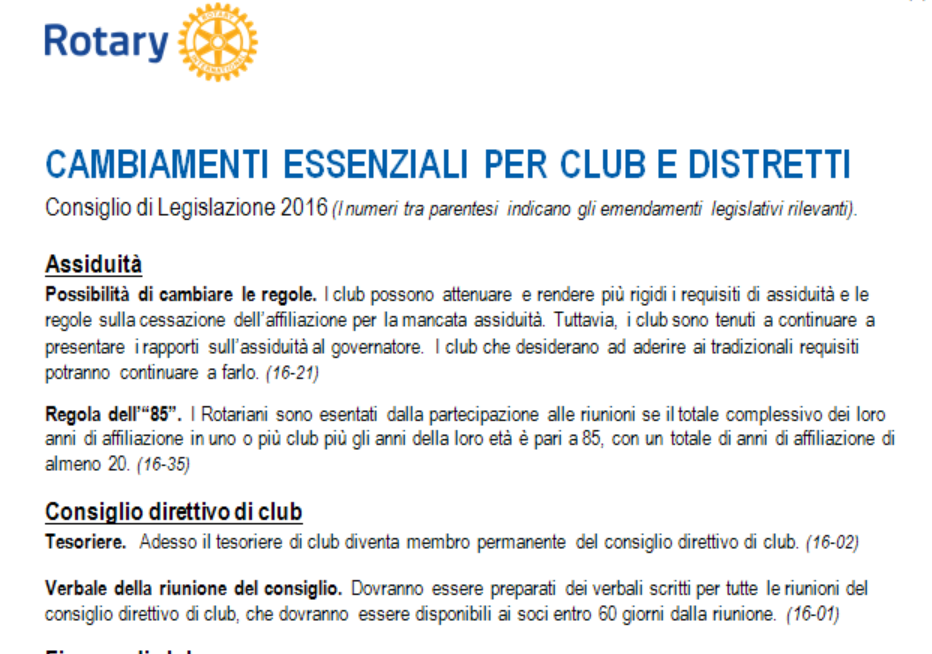 Rotary
ROTARY
INTERNATIONAL
CAMBIAMENTI ESSENZIALI PER CLUB E DISTRETTI
Consiglio di Legislazione 2016 (I numeri tra parentesi indicano gli emendamenti legislativi rilevanti).
Assiduità
Possibilità di cambiare le regole. I club possono attenuare e rendere più rigidi i requisiti di assiduità e le
regole sulla cessazione dell'affiliazione per la mancata assiduità. Tuttavia, i club sono tenuti a continuare a
presentare i rapporti sull'assiduità al governatore. I club che desiderano ad aderire ai tradizionali requisiti
potranno continuare a farlo. (16-21)
Regola dell'“85”. I Rotariani sono esentati dalla partecipazione alle riunioni se il totale complessivo dei loro
anni di affiliazione in uno o più club più gli anni della loro età è pari a 85, con un totale di anni di affiliazione di
almeno 20. (16-35)
Consiglio direttivo di club
Tesoriere. Adesso il tesoriere di club diventa membro permanente del consiglio direttivo di club. (16-02)
Verbale della riunione del consiglio. Dovranno essere preparati dei verbali scritti per tutte le riunioni del
consiglio direttivo di club, che dovranno essere disponibili ai soci entro 60 giorni dalla riunione. (16-01)